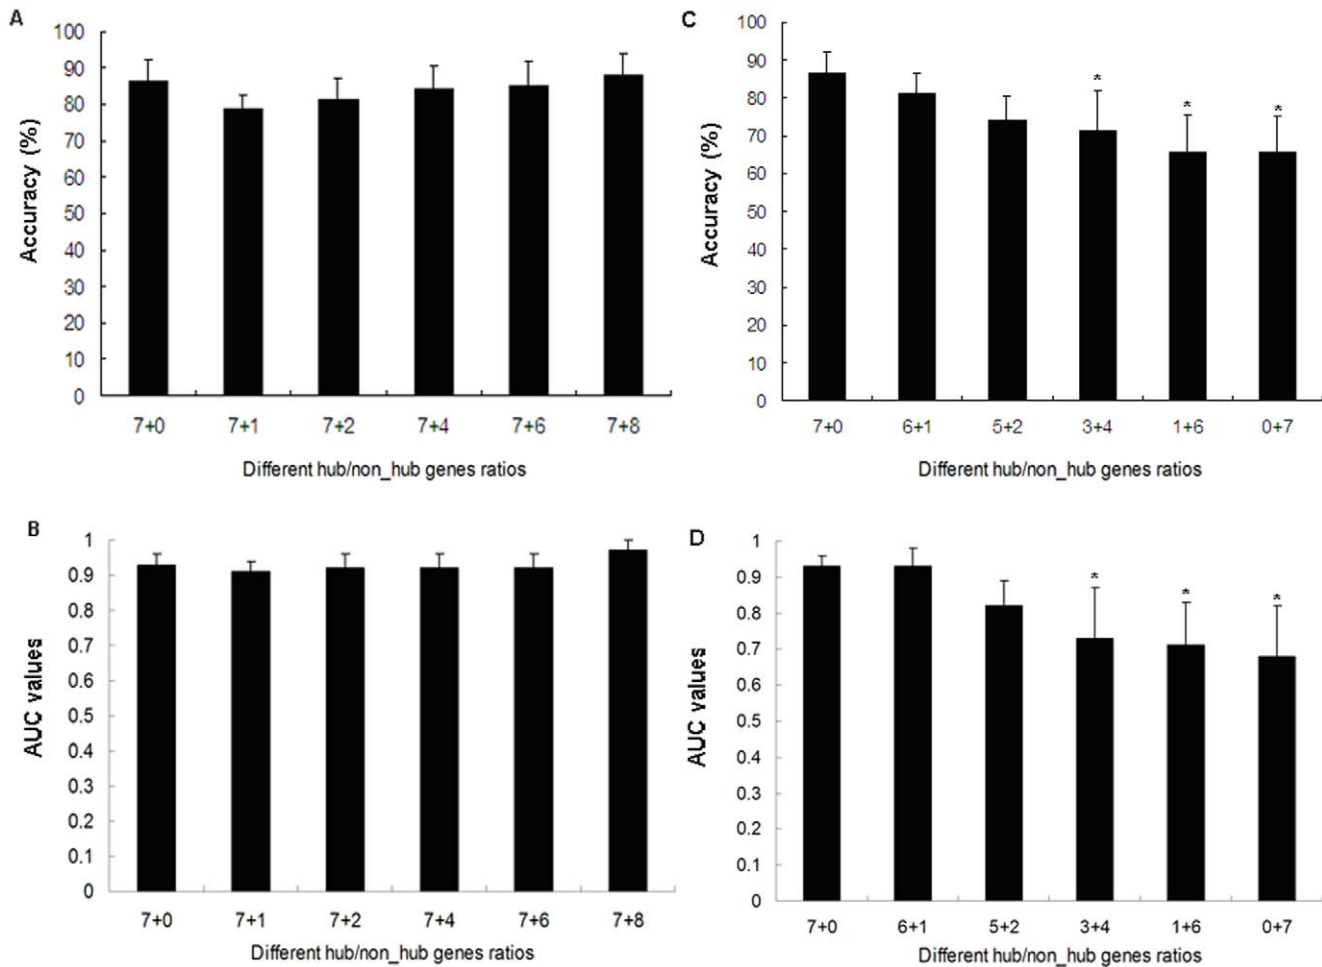 A
100
90
80
70
60
50
40
30
20
10
0
Accuracy (%)
7+0 7+1 7+2 7+4 7+6 7+8
Different hub/non_hub genes ratios
C
100
90
80
70
60
50
40
30
20
10
0
Accuracy (%)
* * *
7+0 6+1 5+2 3+4 1+6 0+7
Different hub/non_hub genes ratios
B
1
0.9
0.8
0.7
0.6
0.5
0.4
0.3
0.2
0.1
0
AUC values
7+0 7+1 7+2 7+4 7+6 7+8
Different hub/non_hub genes ratios
D
1
0.9
0.8
0.7
0.6
0.5
0.4
0.3
0.2
0.1
0
AUC values
* * *
7+0 6+1 5+2 3+4 1+6 0+7
Different hub/non_hub genes ratios